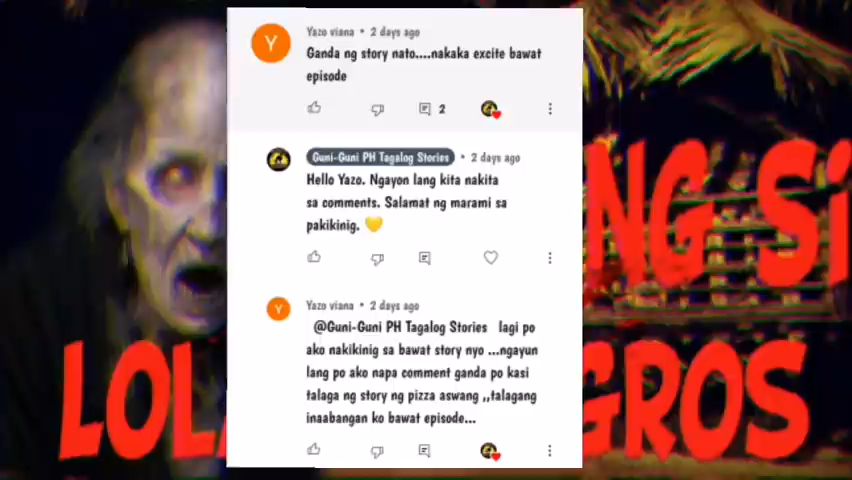 Yazo viana • 2 days ago
Ganda ng story nato....nakaka excite bawat
episode
2
Guni-Guni PH Tagalog Stories • 2 days ago
Hello Yazo. Ngayon lang kita nakita
sa comments. Salamat ng marami sa
pakikinig. 💛
Yazo viana • 2 days ago
@Guni-Guni PH Tagalog Stories lagi po
ako nakikinig sa bawat story nyo ...ngayun
lang po ako napa comment ganda po kasi
talaga ng story ng pizza aswang ,,talagang
inaabangan ko bawat episode...
Y
Y
NG Si
LOL
GROS